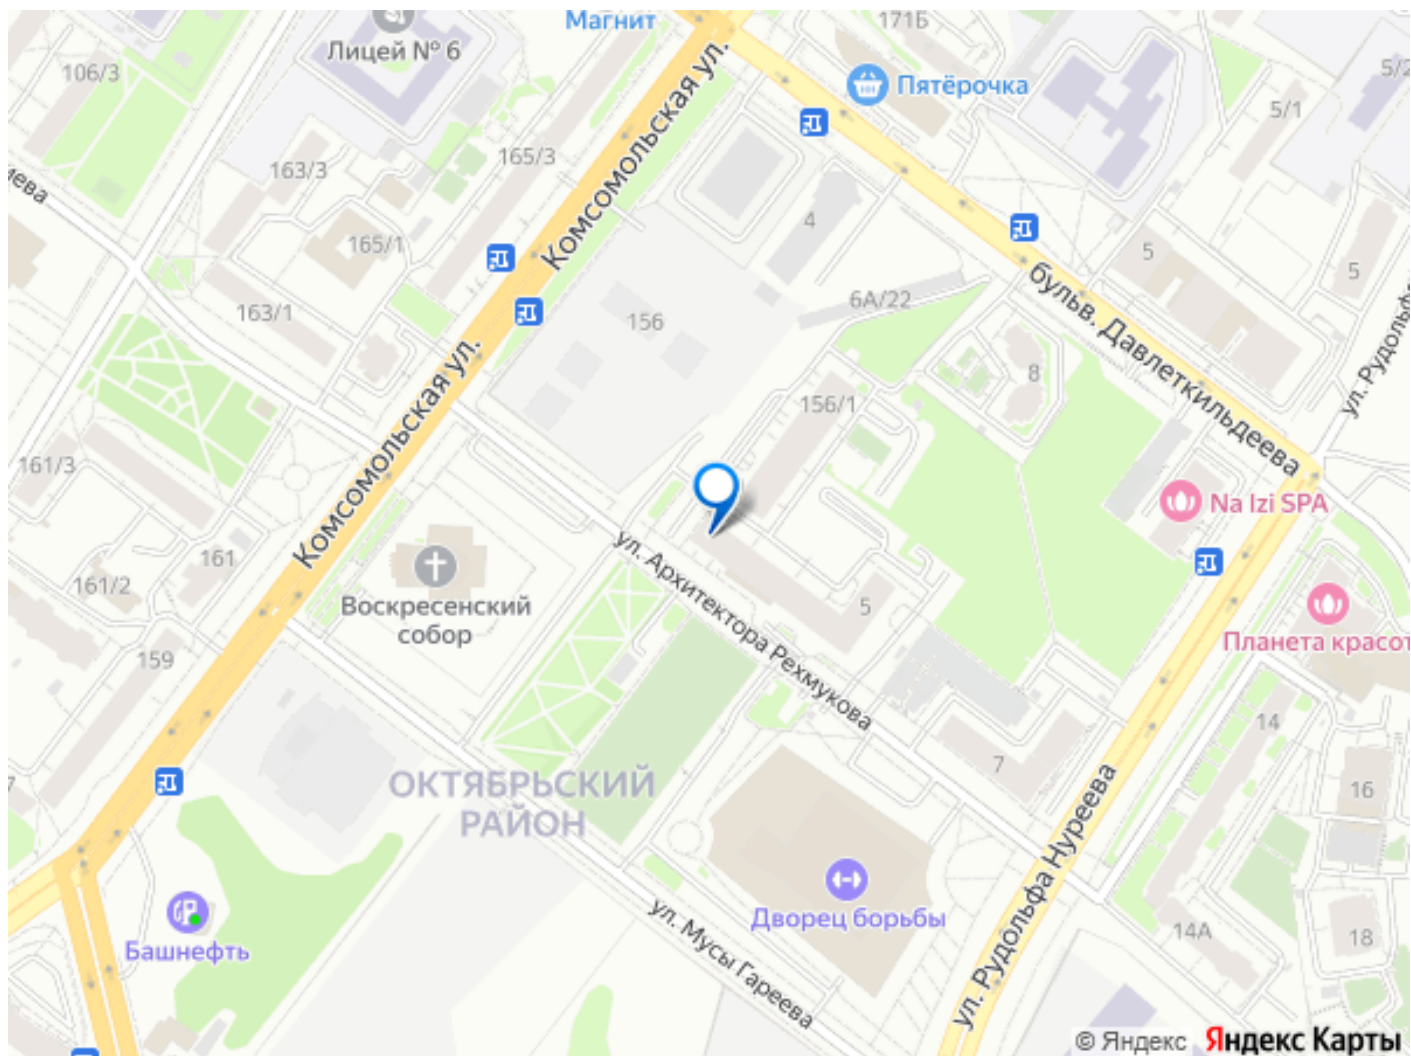 Магнит
171Б
Лицей № 6
106/3
Пятёрочка
5/2
5/1
Комсомольская ул.
165/3
163/3
4
165/1
5
5
6А/22
бульв. Давлеткильдеева
163/1
156
ул. Рудольфа
8
156/1
Комсомольская ул.
161/3
Na Izi SPA
ул. Архитектора Рехмукова
161
161/2
Воскресенский
собор
5
Планета красот
159
14
7
ОКТЯБРЬСКИЙ
РАЙОН
16
ул. Рудольфа Нуреева
Дворец борьбы
Башнефть
ул. Мусы Гареева
14А
18
© Яндекс Яндекс Карты